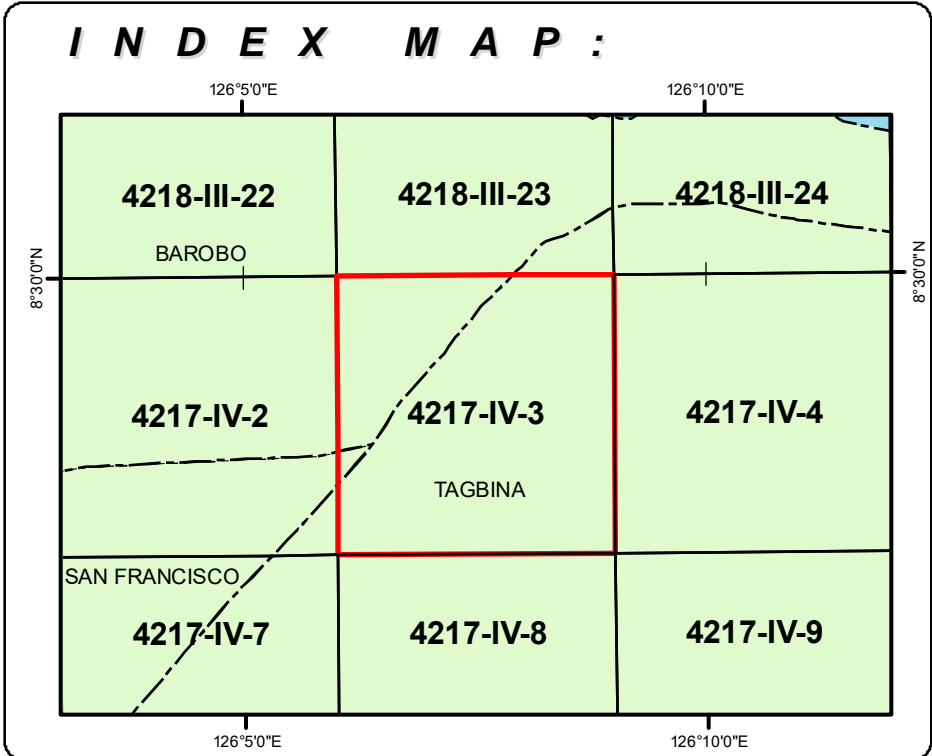 INDEX MAP:
126°5'0"E 126°10'0"E
4218-III-22 4218-III-23 4218-III-24
BAROBO
8°30'0"N 8°30'0"N
4217-IV-2 4217-IV-3 4217-IV-4
TAGBINA
SAN FRANCISCO
4217-IV-7 4217-IV-8 4217-IV-9
126°5'0"E 126°10'0"E